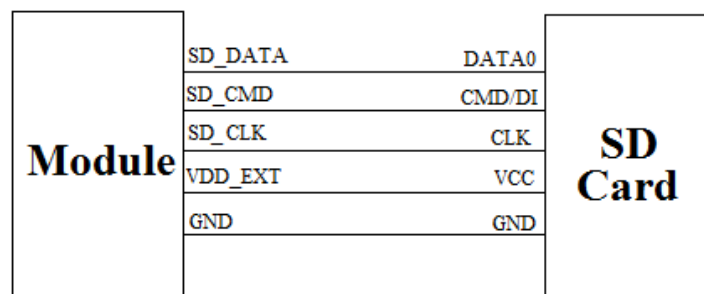 SD_DATA DATA0
SD_CMD CMD/DI
SD_CLK CLK
Module VDD_EXT VCC SD
Card
GND GND